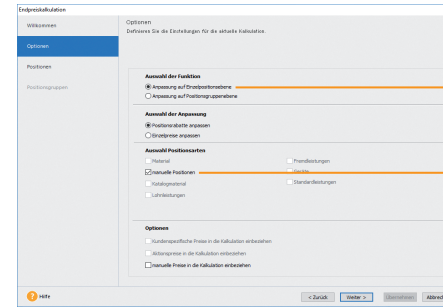 Endpreiskalkulation
Willkommen
Optionen
Positionen
Positionsgruppen
Optionen
Definieren Sie die Einstellungen für die aktuelle Kalkulation.
Auswahl der Funktion
Anpassung auf Einzelpositionsebene
Anpassung auf Positionsgruppenebene
Auswahl der Anpassung
Positionsrabatte anpassen
Einzelpreise anpassen
Auswahl Positionsarten
Material
Fremdleistungen
manuelle Positionen
Geräte
Katalogmaterial
Standardleistungen
Lohnleistungen
Optionen
Kundenspezifische Preise in die Kalkulation einbeziehen
Aktionspreise in die Kalkulation einbeziehen
manuelle Preise in die Kalkulation einbeziehen
Hilfe
< Zurück
Weiter >
Übernehmen
Abbrech